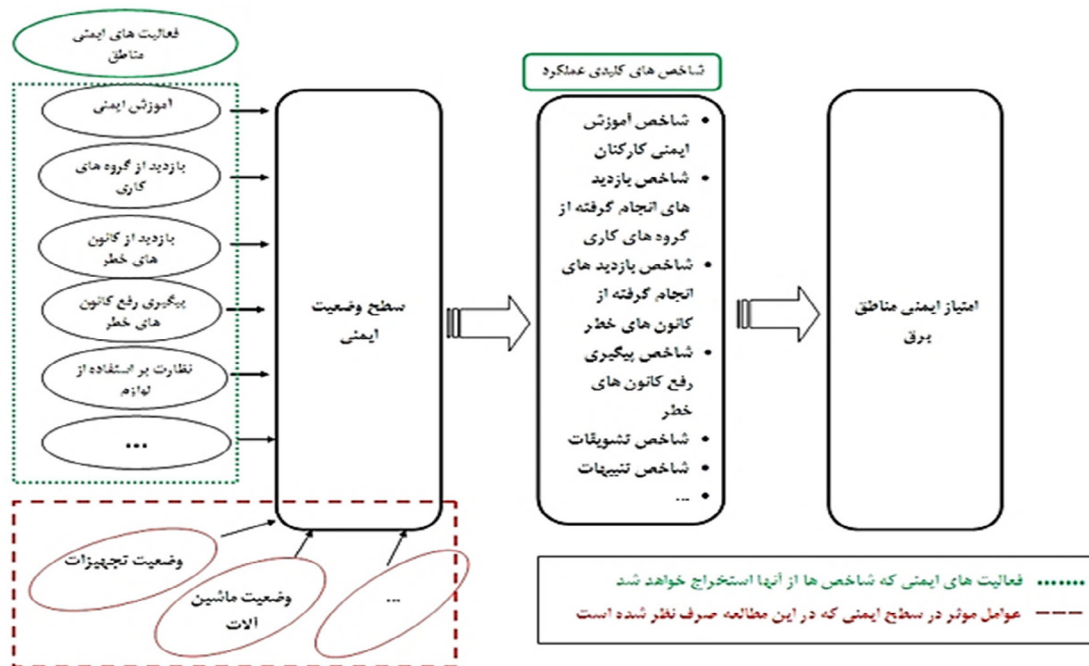 فعالیت های ایمنی
مناطق
آموزش ایمنی
بازدید از گروه های
کاری
بازدید از کانون
های خطر
پیگیری رفع کانون
های خطر
نظارت بر استفاده از
لوازم
...
سطح وضعیت
ایمنی
شاخص های کلیدی عملکرد
• شاخص آموزش
ایمنی کارکنان
• شاخص بازدید
های انجام گرفته از
گروه های کاری
• شاخص بازدید های
انجام گرفته از
کانون های خطر
• شاخص پیگیری
رفع کانون های
خطر
• شاخص تشویقات
• شاخص تنبیهات
• ...
امتیاز ایمنی مناطق
برق
وضعیت تجهیزات
وضعیت ماشین
آلات
...
فعالیت های ایمنی که شاخص ها از آنها استخراج خواهد شد
عوامل موثر در سطح ایمنی که در این مطالعه صرف نظر شده است